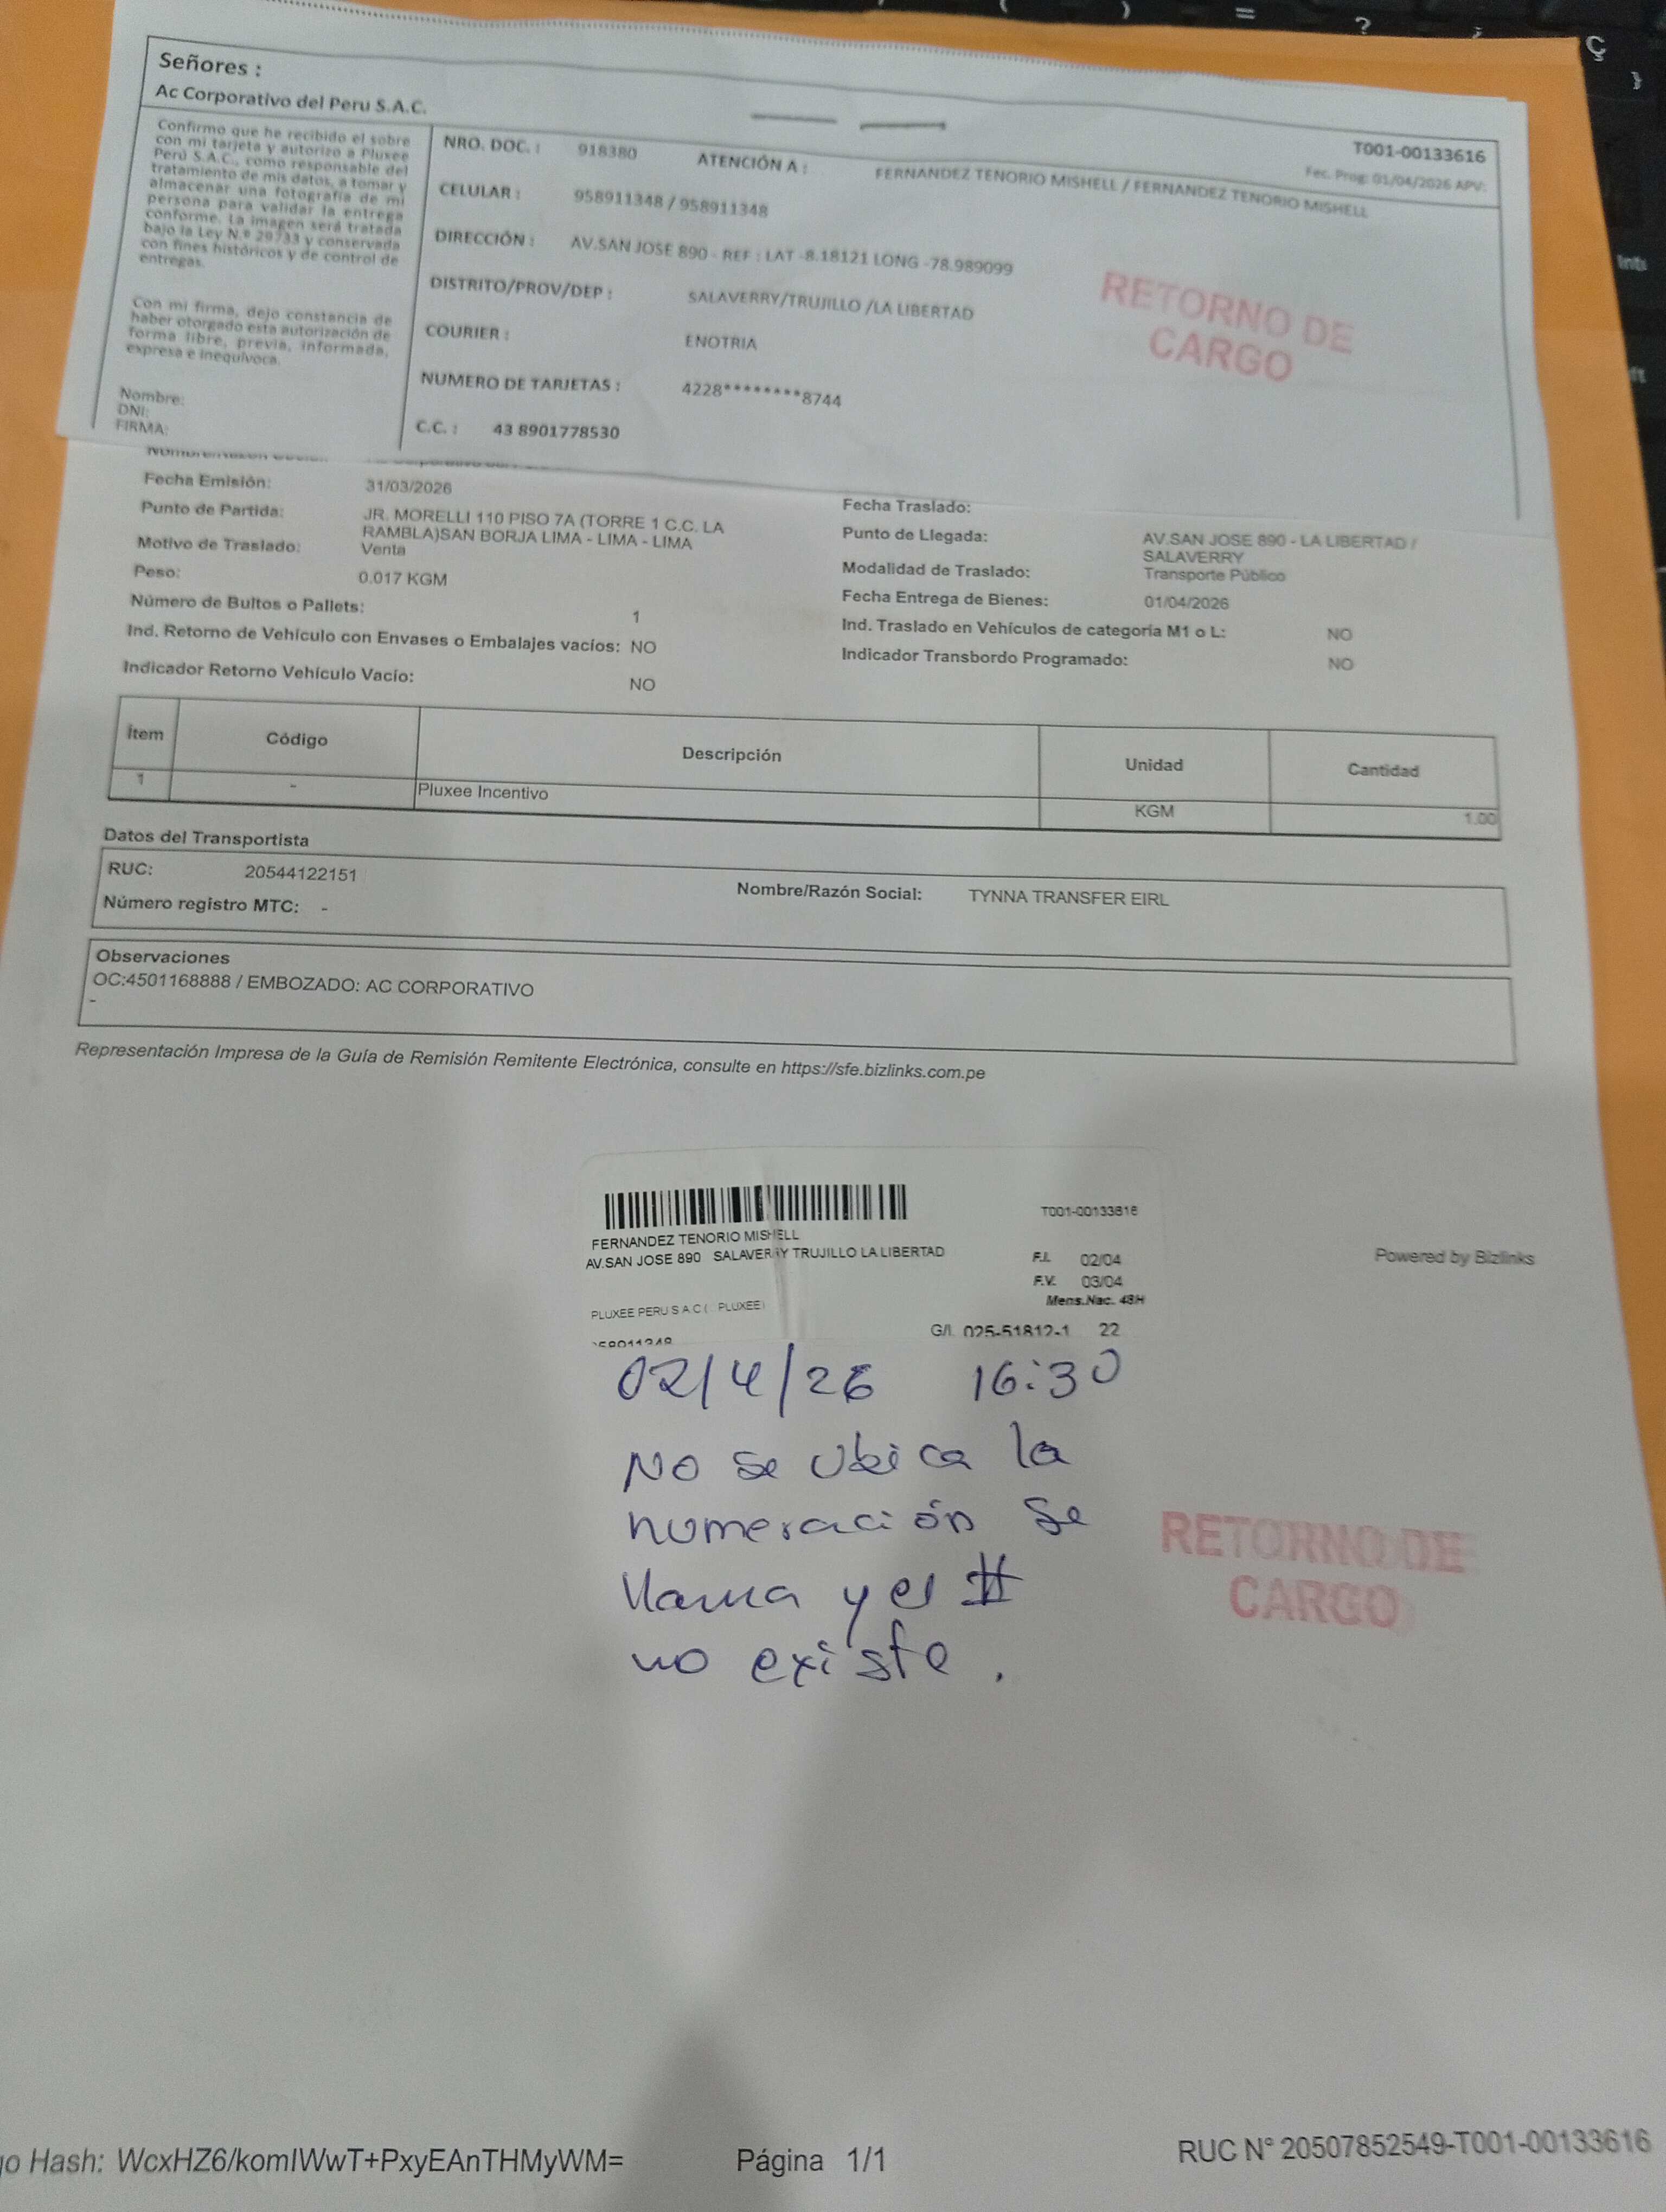 Señores :
Ac Corporativo del Peru S.A.C.
T001-00133616
Fec. Prog: 01/04/2026 APV:
Confirmo que he recibido el sobre
con mi tarjeta y autorizo a Pluxee
Perú S.A.C., como responsable del
tratamiento de mis datos, a tomar y
almacenar una fotografía de mi
persona para validar la entrega
conforme. La imagen será tratada
bajo la Ley N.º 29733 y conservada
con fines históricos y de control de
entregas.
Con mi firma, dejo constancia de
haber otorgado esta autorización de
forma libre, previa, informada,
expresa e inequívoca.
Nombre:
DNI:
FIRMA:
NRO. DOC. : 918380 ATENCIÓN A : FERNANDEZ TENORIO MISHELL / FERNANDEZ TENORIO MISHELL
CELULAR : 958911348 / 958911348
DIRECCIÓN : AV.SAN JOSE 890 - REF : LAT -8.18121 LONG -78.989099
DISTRITO/PROV/DEP : SALAVERRY/TRUJILLO /LA LIBERTAD
COURIER : ENOTRIA
NUMERO DE TARJETAS : 4228********8744
C.C. : 43 8901778530
RETORNO DE
CARGO
Fecha Emisión: 31/03/2026
Fecha Traslado:
Punto de Partida: JR. MORELLI 110 PISO 7A (TORRE 1 C.C. LA
RAMBLA)SAN BORJA LIMA - LIMA - LIMA
Punto de Llegada: AV.SAN JOSE 890 - LA LIBERTAD /
SALAVERRY
Motivo de Traslado: Venta
Modalidad de Traslado: Transporte Público
Peso: 0.017 KGM
Fecha Entrega de Bienes: 01/04/2026
Número de Bultos o Pallets: 1
Ind. Traslado en Vehículos de categoría M1 o L: NO
Ind. Retorno de Vehículo con Envases o Embalajes vacíos: NO
Indicador Transbordo Programado: NO
Indicador Retorno Vehículo Vacío: NO
Ítem Código Descripción Unidad Cantidad
1 - Pluxee Incentivo KGM 1.00
Datos del Transportista
RUC: 20544122151
Nombre/Razón Social: TYNNA TRANSFER EIRL
Número registro MTC: -
Observaciones
OC:4501168888 / EMBOZADO: AC CORPORATIVO
-
Representación Impresa de la Guía de Remisión Remitente Electrónica, consulte en https://sfe.bizlinks.com.pe
T001-00133616
FERNANDEZ TENORIO MISHELL
AV.SAN JOSE 890 SALAVERRY TRUJILLO LA LIBERTAD
F.I. 02/04
F.V. 03/04
Mens.Nac. 48H
PLUXEE PERU S A C ( PLUXEE)
G/I. 025-51812-1 22
Powered by Bizlinks
02/4/26 16:30
No se ubica la
numeración se
llama y el #
no existe.
RETORNO DE
CARGO
go Hash: WcxHZ6/komIWwT+PxyEAnTHMyWM=
Página 1/1
RUC N° 20507852549-T001-00133616